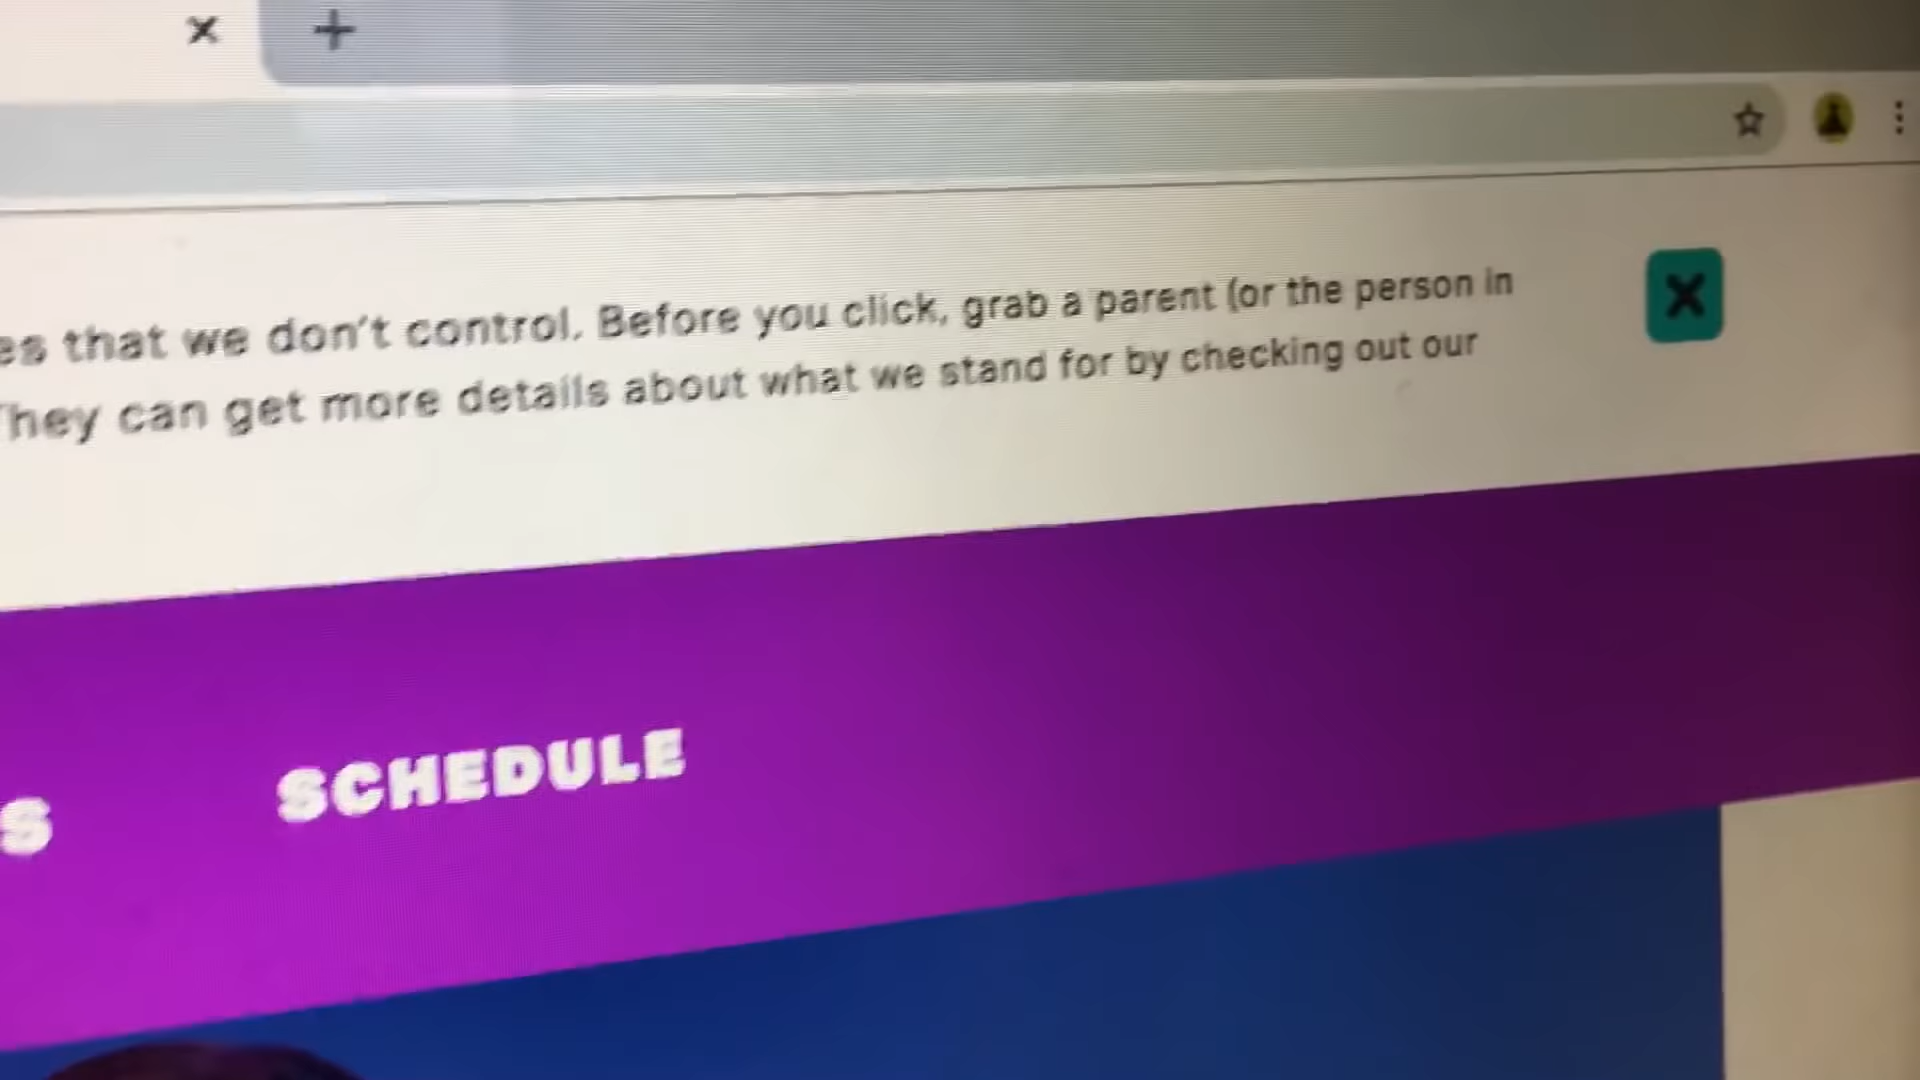 es that we don't control. Before you click, grab a parent (or the person in
They can get more details about what we stand for by checking out our
S SCHEDULE